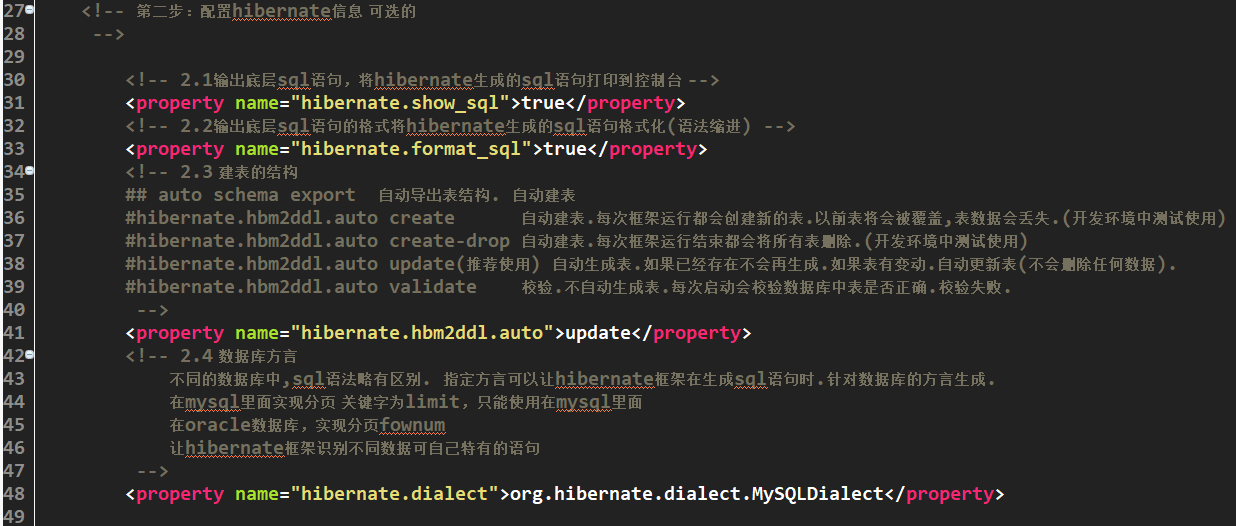 27 <!-- 第二步：配置hibernate信息 可选的
28 -->
29
30 <!-- 2.1输出底层sql语句，将hibernate生成的sql语句打印到控制台 -->
31 <property name="hibernate.show_sql">true</property>
32 <!-- 2.2输出底层sql语句的格式将hibernate生成的sql语句格式化(语法缩进) -->
33 <property name="hibernate.format_sql">true</property>
34 <!-- 2.3 建表的结构
35 ## auto schema export 自动导出表结构. 自动建表
36 #hibernate.hbm2ddl.auto create 自动建表.每次框架运行都会创建新的表.以前表将会被覆盖,表数据会丢失.(开发环境中测试使用)
37 #hibernate.hbm2ddl.auto create-drop 自动建表.每次框架运行结束都会将所有表删除.(开发环境中测试使用)
38 #hibernate.hbm2ddl.auto update(推荐使用) 自动生成表.如果已经存在不会再生成.如果表有变动.自动更新表(不会删除任何数据).
39 #hibernate.hbm2ddl.auto validate 校验.不自动生成表.每次启动会校验数据库中表是否正确.校验失败.
40 -->
41 <property name="hibernate.hbm2ddl.auto">update</property>
42 <!-- 2.4 数据库方言
43 不同的数据库中,sql语法略有区别. 指定方言可以让hibernate框架在生成sql语句时.针对数据库的方言生成.
44 在mysql里面实现分页 关键字为limit，只能使用在mysql里面
45 在oracle数据库，实现分页fownum
46 让hibernate框架识别不同数据可自己特有的语句
47 -->
48 <property name="hibernate.dialect">org.hibernate.dialect.MySQLDialect</property>
49